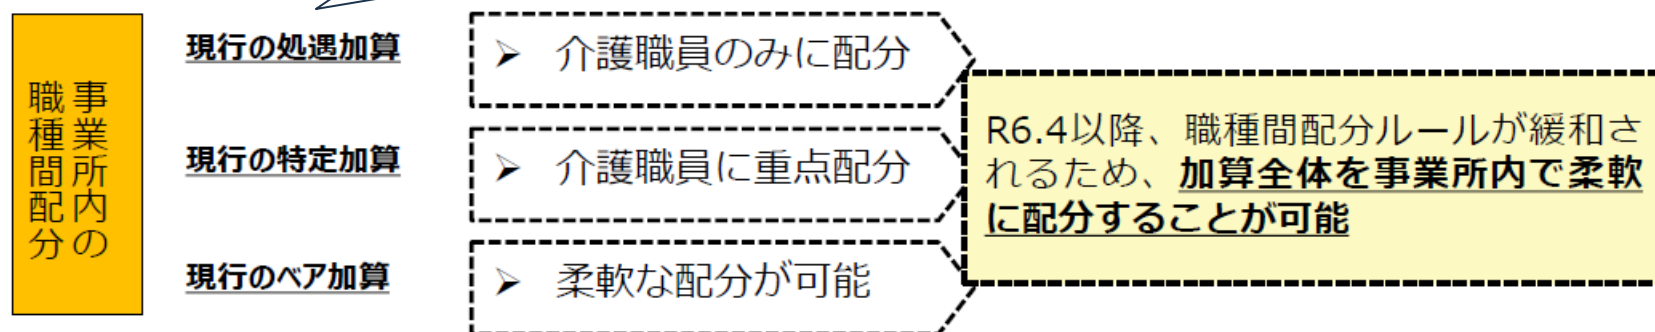 事業所内の
職種間配分
現行の処遇加算
➢ 介護職員のみに配分
現行の特定加算
➢ 介護職員に重点配分
現行のベア加算
➢ 柔軟な配分が可能
R6.4以降、職種間配分ルールが緩和さ
れるため、加算全体を事業所内で柔軟
に配分することが可能